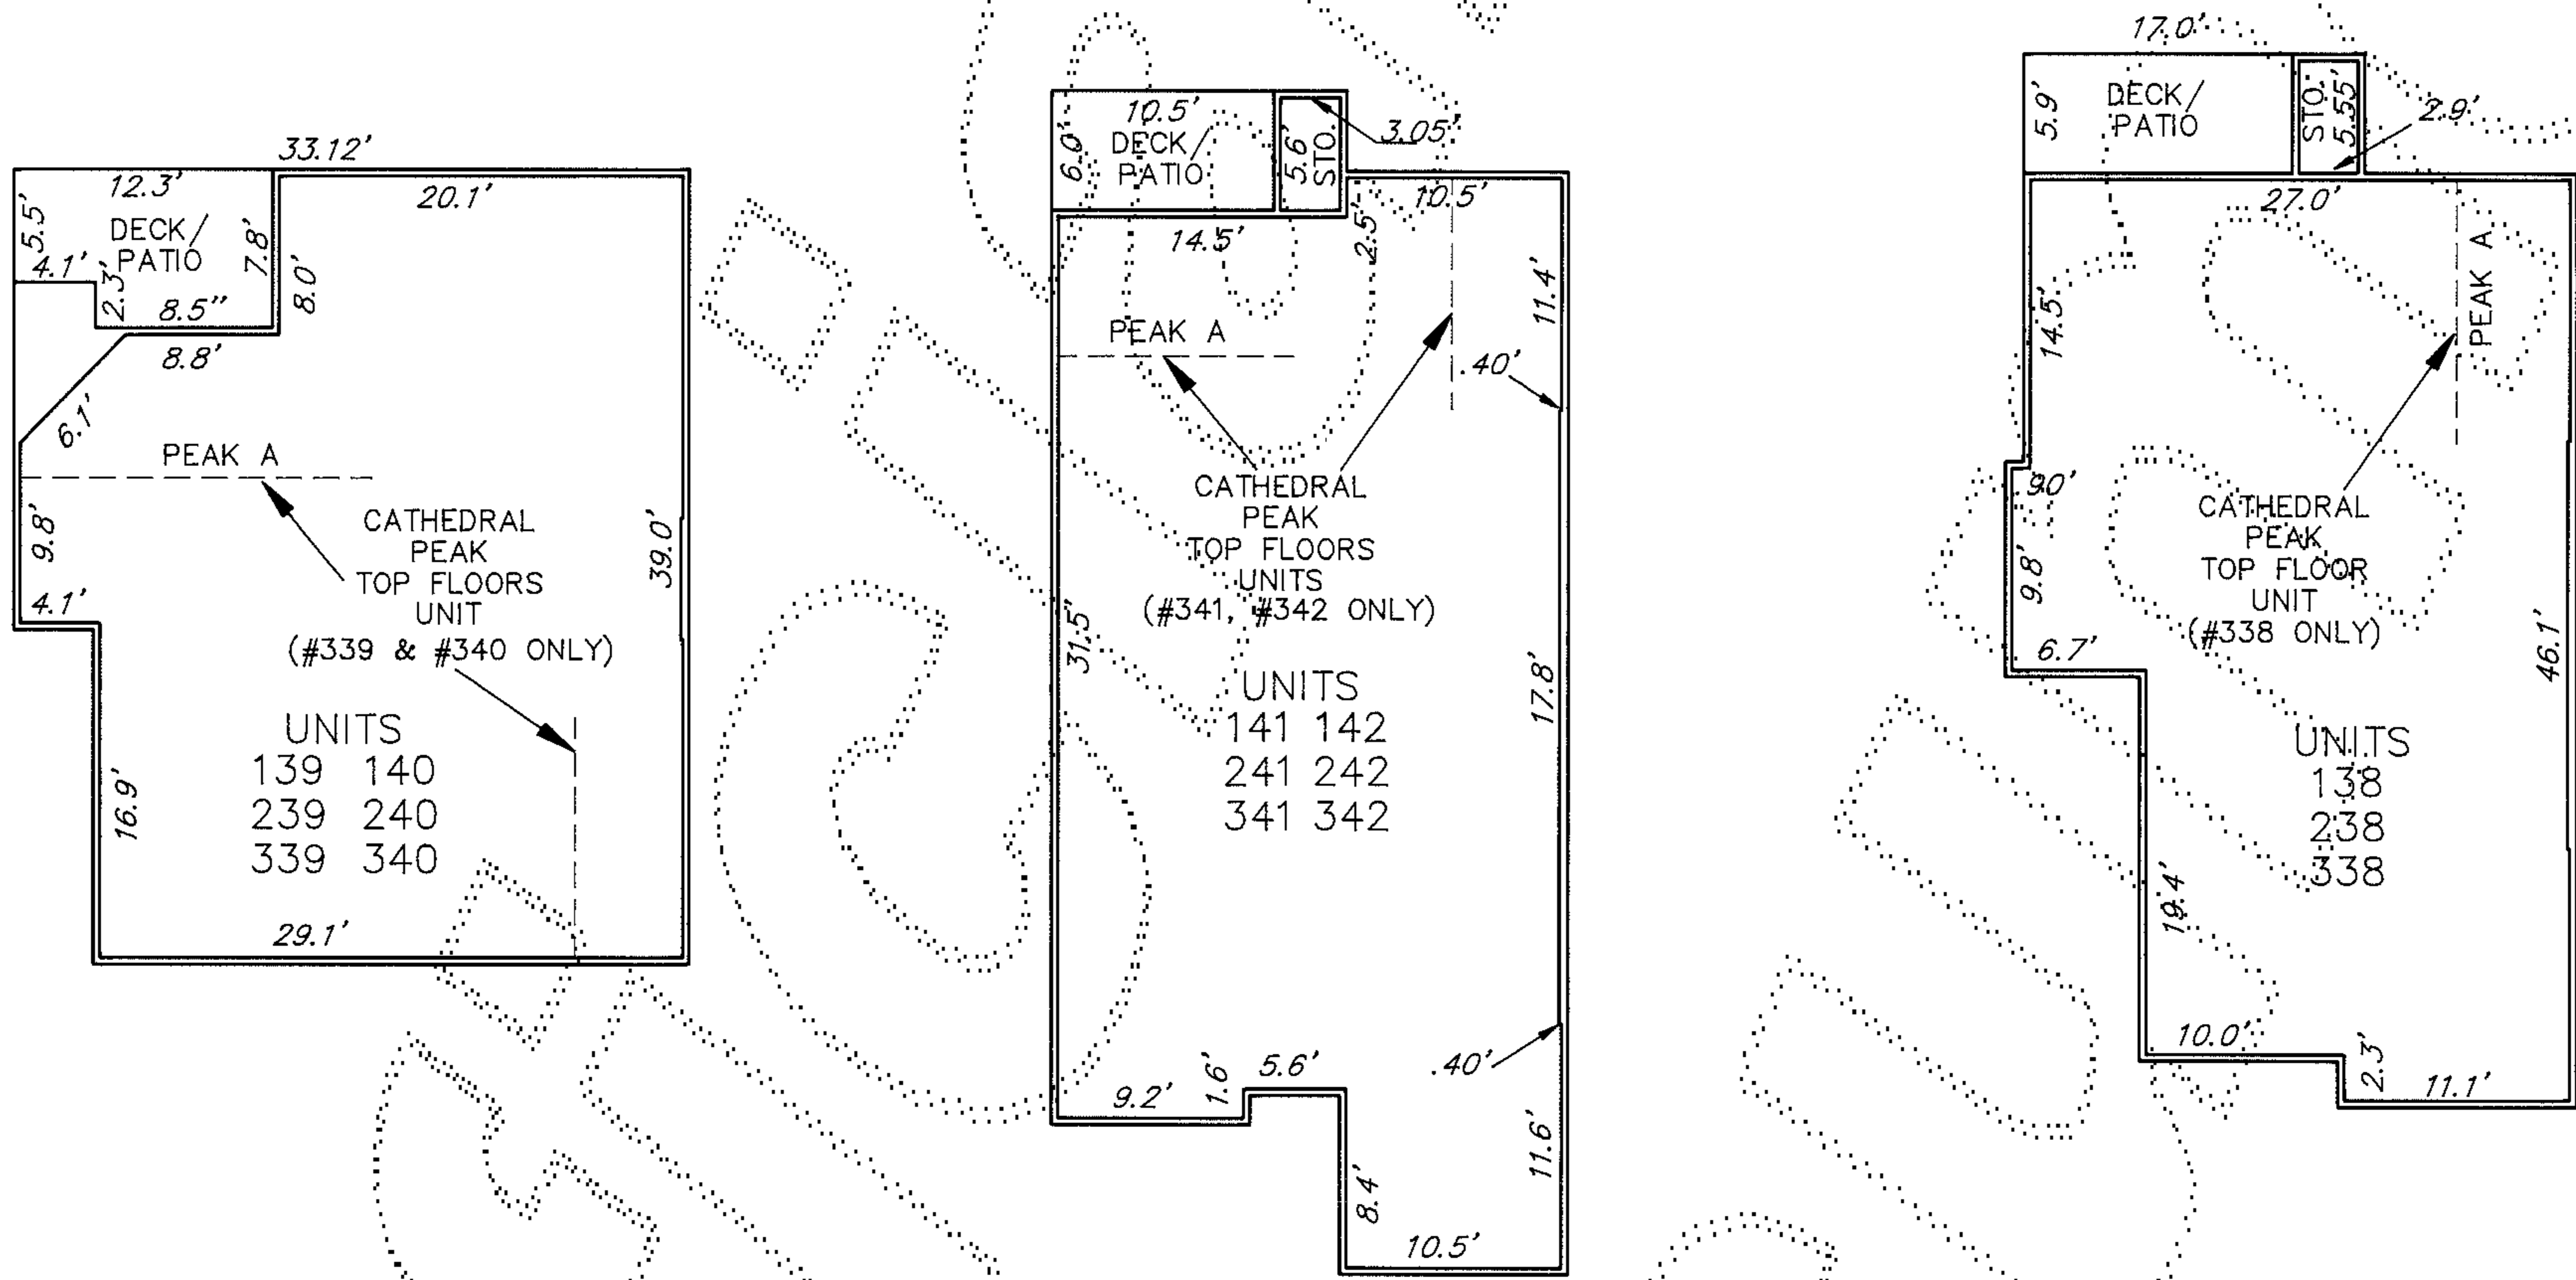 33.12'
12.3'
20.1'
5.5'
DECK/
PATIO
7.8'
4.1'
2.3'
8.5"
8.0'
8.8'
6.1'
PEAK A
9.8'
CATHEDRAL
PEAK
TOP FLOORS
UNIT
(#339 & #340 ONLY)
39.0'
4.1'
UNITS
139 140
239 240
339 340
16.9'
29.1'
10.5'
DECK/
PATIO
6.0'
5.6'
STO.
3.05'
10.5'
14.5'
2.5'
11.4'
PEAK A
.40'
CATHEDRAL
PEAK
TOP FLOORS
UNITS
(#341, #342 ONLY)
31.5'
17.8'
UNITS
141 142
241 242
341 342
.40'
9.2'
1.6'
5.6'
11.6'
8.4'
10.5'
17.0'
5.9'
DECK/
PATIO
STO.
5.55'
2.9'
27.0'
PEAK A
14.5'
.90'
CATHEDRAL
PEAK
TOP FLOOR
UNIT
(#338 ONLY)
9.8'
6.7'
46.1'
UNITS
138
238
338
19.4'
10.0'
2.3'
11.1'